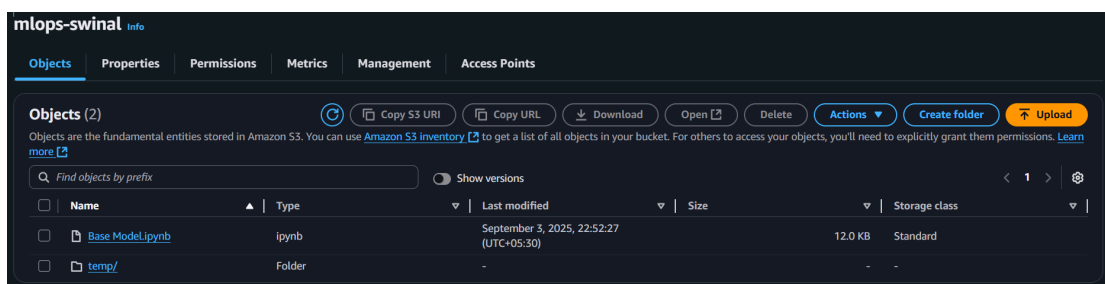 mlops-swinal Info
Objects Properties Permissions Metrics Management Access Points
Objects (2) Copy S3 URI Copy URL Download Open Delete Actions Create folder Upload
Objects are the fundamental entities stored in Amazon S3. You can use Amazon S3 inventory to get a list of all objects in your bucket. For others to access your objects, you'll need to explicitly grant them permissions. Learn
more
Find objects by prefix Show versions 1
Name Type Last modified Size Storage class
Base Model.ipynb ipynb September 3, 2025, 22:52:27 (UTC+05:30) 12.0 KB Standard
temp/ Folder - - -